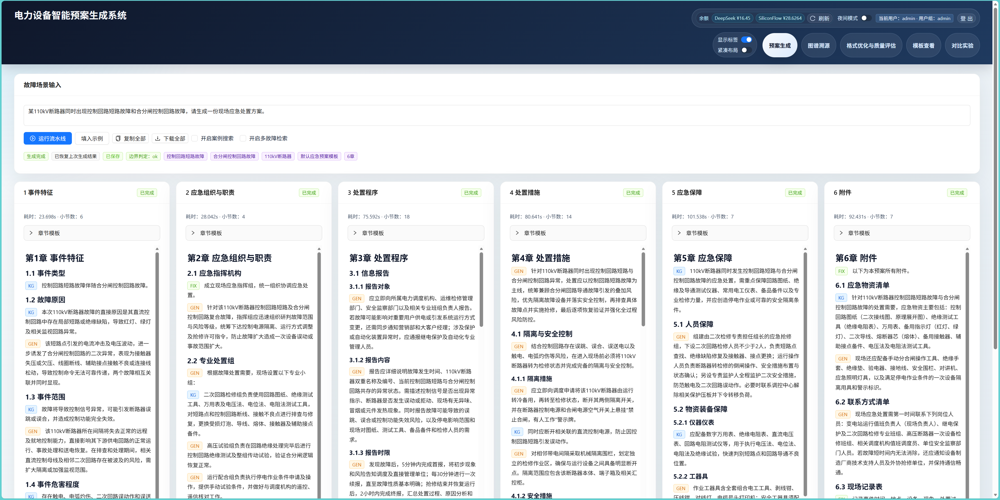 电力设备智能预案生成系统
余额 DeepSeek ¥16.45 SiliconFlow ¥28.6264 刷新 夜间模式 当前用户：admin · 用户组：admin 登 出
显示标签
紧凑布局
预案生成 图谱溯源 格式优化与质量评估 模板查看 对比实验
故障场景输入
某110kV断路器同时出现控制回路短路故障和合分闸控制回路故障，请生成一份现场应急处置方案。
运行流水线 填入示例 复制全部 下载全部 开启案例搜索 开启多故障检索
生成完成 已恢复上次生成结果 已保存 边界判定：ok 控制回路短路故障 合分闸控制回路故障 110kV断路器 默认应急预案模板 6章
1 事件特征 已完成
耗时：23.698s · 小节数：6
章节模板
第1章 事件特征
1.1 事件类型
KG 控制回路短路故障伴随合分闸控制回路故障。
1.2 故障原因
KG 本次110kV断路器故障的直接原因是其直流控
制回路中存在局部短路或绝缘缺陷，导致红灯、绿灯
及相关监视回路异常。
GEN 该短路点引发的电流冲击及电压波动，进一
步诱发了合分闸控制回路的二次异常，表现为接触器
失压或欠压、线圈断线、辅助接点接触不良或连接线
松动，导致控制命令无法可靠传递，两个故障相互关
联并同时显现。
1.3 事件范围
KG 故障将导致控制信号异常，可能引发断路器误
跳或误合，并造成控制功能完全失效。
GEN 该110kV断路器所在间隔将失去正常的远程
及就地控制能力，直接影响其下游供电回路的正常运
行、事故处理和送电恢复。在排查和处理期间，相关
直流控制母线及相邻二次回路存在被波及的风险，需
扩大隔离或加强监视范围。
1.4 事件危害程度
KG 存在触电、电弧灼伤、二次回路误动作和误送
2 应急组织与职责 已完成
耗时：28.042s · 小节数：4
章节模板
第2章 应急组织与职责
2.1 应急指挥机构
FIX 成立现场应急指挥组，统一组织协调应急处
置。
GEN 针对该110kV断路器控制回路短路及合分闸
控制回路复合故障，指挥组应迅速组织研判故障范围
与风险等级，统筹下达控制电源隔离、运行方式调整
及抢修许可指令，防止故障扩大造成一次设备误动或
事故范围扩大。
2.2 专业处置组
GEN 根据故障处置需要，现场设置以下专业小
组：
KG 二次回路检修组负责使用回路图纸、绝缘测试
工具、万用表及电压法、电位法、电阻法测试工具，
对短路点和控制回路断线、接触不良点进行排查与修
复，更换受损灯泡、导线、熔体、接触器及辅助接点
备件。
GEN 高压试验组负责在回路绝缘处理完毕后进行
控制回路绝缘测试及整组传动试验，验证合分闸逻辑
恢复正常。
GEN 运行配合组负责执行停电作业条件申请及操
作，提供手动试验条件，并做好与调度机构的遥控、
遥信核对工作。
3 处置程序 已完成
耗时：75.592s · 小节数：18
章节模板
第3章 处置程序
3.1 信息报告
3.1.1 报告对象
GEN 应立即向所属电力调度机构、运维检修管理
部门、安全监察部门以及相关专业班组负责人报告。
若故障可能影响对重要用户供电或引发系统运行方式
变更，还需同步通知营销部和大客户经理；涉及保护
或自动化装置异常时，应通报继电保护及自动化专业
管理人员。
3.1.2 报告内容
GEN 报告应详细说明故障发生时间、110kV断路
器双重名称及编号、当前控制回路短路与合分闸控制
回路共存的异常状态。需描述控制信号是否出现异常
指示、断路器是否发生误动或拒动、现场有无异味、
冒烟或元件发热现象。同时报告故障可能导致的误
跳、误合或控制功能失效风险，以及停电影响范围和
现场对图纸、测试工具、备品备件和检修人员的需
求。
3.1.3 报告时限
GEN 发现故障后，5分钟内完成首报，将初步现象
和风险告知调度及直接管理单位；每30分钟进行一次
续报，直至故障性质基本明确；抢修结束并恢复运行
后，2小时内完成终报，汇总处置过程、原因分析和
4 处置措施 已完成
耗时：80.641s · 小节数：14
章节模板
第4章 处置措施
GEN 针对110kV断路器同时出现控制回路短路与
合分闸控制回路异常，处置应以控制回路短路故障为
主线，统筹兼顾合分闸回路导通故障引发的叠加风
险，优先隔离故障设备并落实安全控制，再排查具体
故障点并实施抢修，最后逐项恢复验证并强化全过程
风险防控。
4.1 隔离与安全控制
GEN 结合控制回路存在误跳、误合、误送电以及
触电、电弧灼伤等风险，在进入现场前必须将110kV
断路器转为检修状态并完成完备的隔离与安全控制。
4.1.1 隔离措施
GEN 应立即向调度申请将该110kV断路器由运行
转冷备用，再转至检修状态，断开其两侧隔离开关，
并在断路器控制电源和合闸电源空气开关上悬挂“禁
止合闸，有人工作”警示牌。
KG 同时应断开相关联的直流控制电源，防止因控
制回路短路引发误动作。
GEN 对相邻带电间隔采取机械隔离围栏，划定独
立的检修作业区，确保与运行设备之间具备明显断开
点。隔离范围应包含该断路器本体、端子箱及相关汇
控柜。
4.1.2 安全措施
5 应急保障 已完成
耗时：101.538s · 小节数：7
章节模板
第5章 应急保障
KG 110kV断路器同时发生控制回路短路与合分闸
控制回路故障的应急处置，需重点保障回路图纸、绝
缘及导通测试仪器、常用电工仪表、备品备件以及专
业检修力量，并应创造停电作业或可靠的安全隔离条
件。
5.1 人员保障
GEN 组建由二次检修专责担任组长的应急抢修
组，下设二次回路检修人员不少于2人，负责短路点
查找、绝缘缺陷修复及接触器、接点更换；运行操作
人员负责断路器转检修的倒闸操作、安全措施布置与
状态确认；另设专责监护人全程监护二次安全措施，
防范触电及二次回路误动作。必要时联系调控中心解
除相关保护压板并下令转移负荷。
5.2 物资装备保障
5.2.1 仪器仪表
KG 应配备数字万用表、绝缘电阻表、直流电压
表、回路电阻测试仪等，用于执行电压法、电位法、
电阻法及绝缘试验，快速判别短路点和回路导通不良
位置。
5.2.2 工器具
GEN 作业工器具含全套组合电工工具、剥线钳、
压线钳、对线灯、电缆号头打印机；安全工器具须配
6 附件 已完成
耗时：92.431s · 小节数：7
章节模板
第6章 附件
FIX 以下为本预案所有附件。
6.1 应急物资清单
KG 针对110kV断路器控制回路短路故障与合分闸
控制回路故障的处置需要，应急物资主要包括：控制
回路图纸（二次接线图、原理展开图）、绝缘测试工
具（绝缘电阻表）、万用表、备用指示灯（红灯、绿
灯）、二次导线、熔断器芯（熔体）、备用接触器、辅
助接点备件、电压法及电阻法测试工具。
GEN 现场还应配备手动分合闸操作工具、绝缘手
套、绝缘垫、验电器、接地线、安全围栏、对讲机、
应急照明灯具，以及满足停电作业条件的一次设备隔
离用具和警示标识。
6.2 联系方式清单
GEN 现场应急处置需第一时间联系下列岗位人
员：变电站运行值班负责人（现场负责人）、继电保
护及二次回路检修专业班组、高压断路器一次设备检
修班组、相关调度机构值班调度员、单位安全监察部
门人员。若故障短时间内无法消除，还应通知设备制
造厂商技术支持人员及外协抢修单位，并保持通信畅
通。
6.3 现场记录表
FIX 记录事件时间、地点、设备、现象、处置过